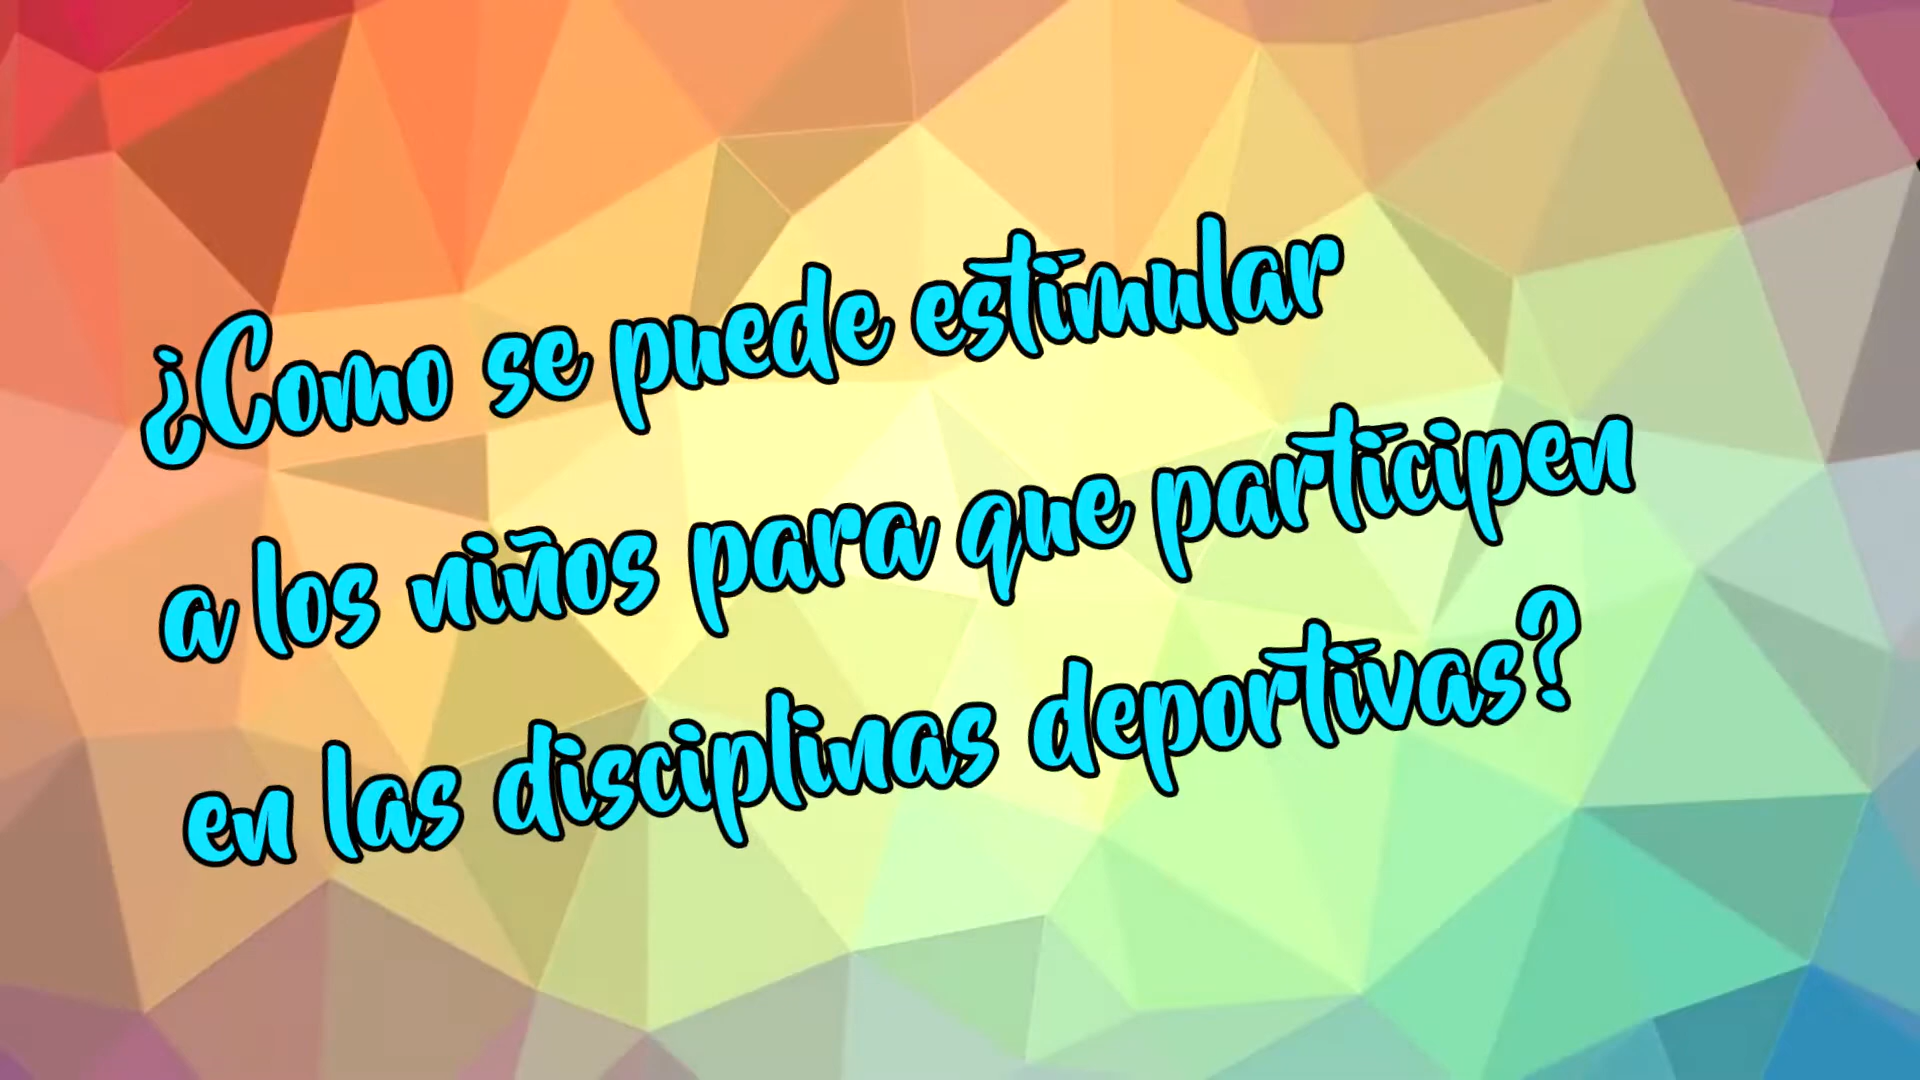 ¿Como se puede estimular
a los niños para que participen
en las disciplinas deportivas?